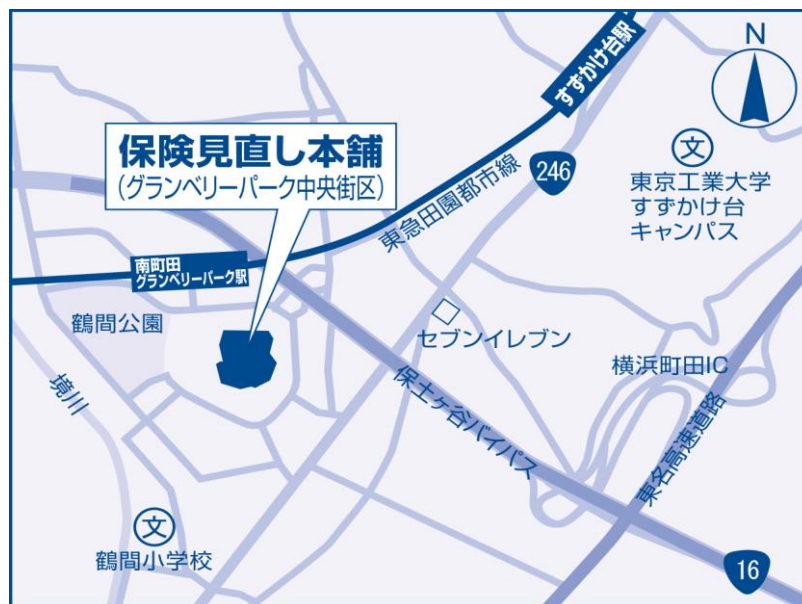 N
すずかけ台駅
保険見直し本舗
(グランベリーパーク中央街区)
246
文
東京工業大学
すずかけ台
キャンパス
東急田園都市線
南町田
グランベリーパーク駅
鶴間公園
セブンイレブン
横浜町田IC
境川
保土ヶ谷バイパス
東名高速道路
文
鶴間小学校
16